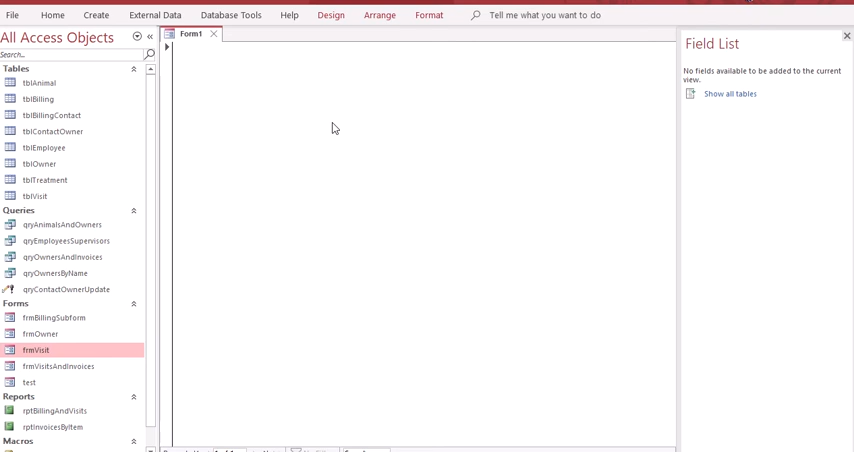 File Home Create External Data Database Tools Help Design Arrange Format Tell me what you want to do
All Access Objects
Search...
Tables
tblAnimal
tblBilling
tblBillingContact
tblContactOwner
tblEmployee
tblOwner
tblTreatment
tblVisit
Queries
qryAnimalsAndOwners
qryEmployeesSupervisors
qryOwnersAndInvoices
qryOwnersByName
qryContactOwnerUpdate
Forms
frmBillingSubform
frmOwner
frmVisit
frmVisitsAndInvoices
test
Reports
rptBillingAndVisits
rptInvoicesByItem
Macros
Form1
Field List
No fields available to be added to the current
view.
Show all tables